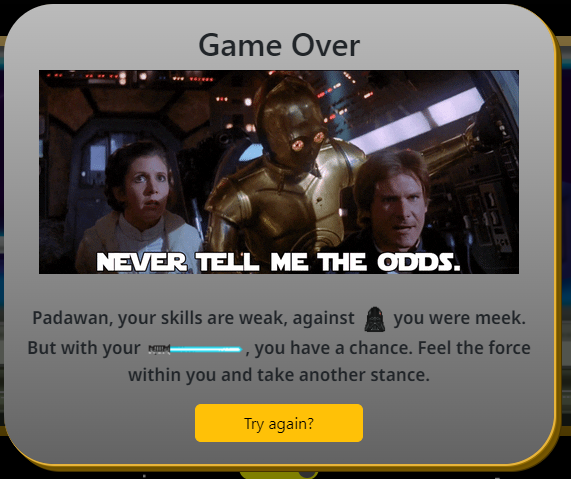 Game Over
NEVER TELL ME THE ODDS.
Padawan, your skills are weak, against you were meek.
But with your , you have a chance. Feel the force
within you and take another stance.
Try again?